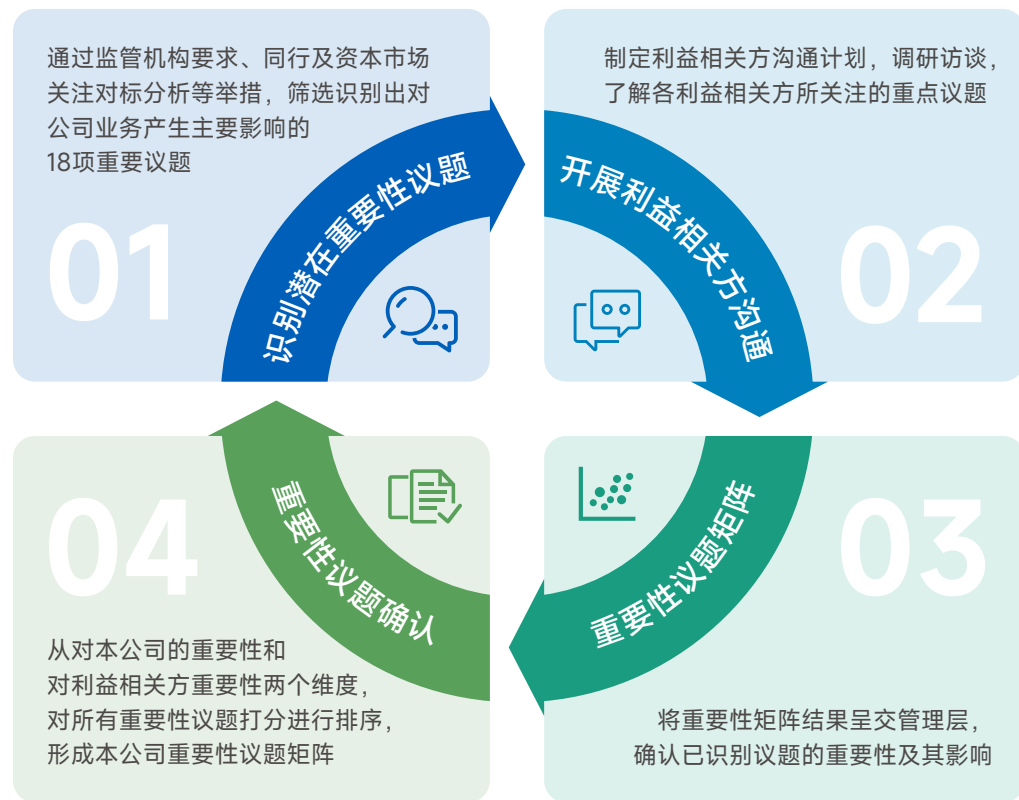 通过监管机构要求、同行及资本市场
关注对标分析等举措，筛选识别出对
公司业务产生主要影响的
18项重要议题
01
识别潜在重要性议题
制定利益相关方沟通计划，调研访谈，
了解各利益相关方所关注的重点议题
开展利益相关方沟通
02
03
重要性议题矩阵
将重要性矩阵结果呈交管理层，
确认已识别议题的重要性及其影响
04
重要性议题确认
从对本公司的重要性和
对利益相关方重要性两个维度，
对所有重要性议题打分进行排序，
形成本公司重要性议题矩阵